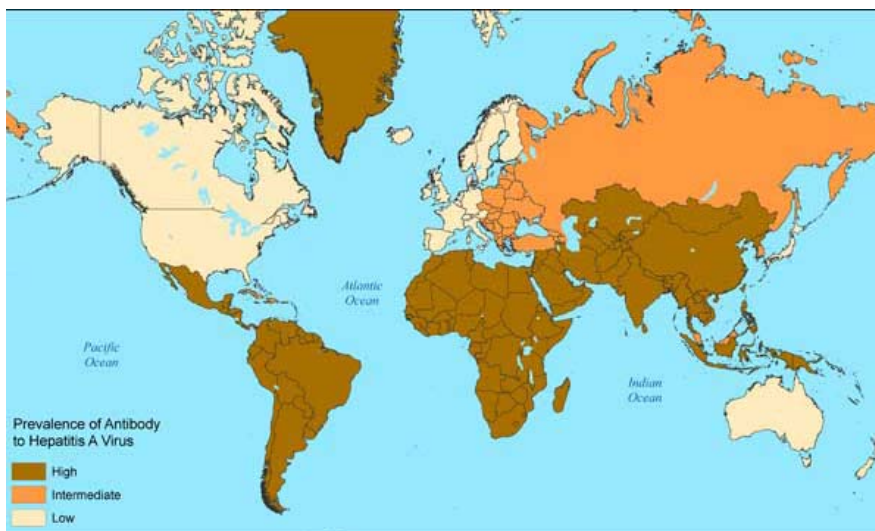 Atlantic
Ocean
Pacific
Ocean
Indian
Ocean
Prevalence of Antibody
to Hepatitis A Virus
High
Intermediate
Low